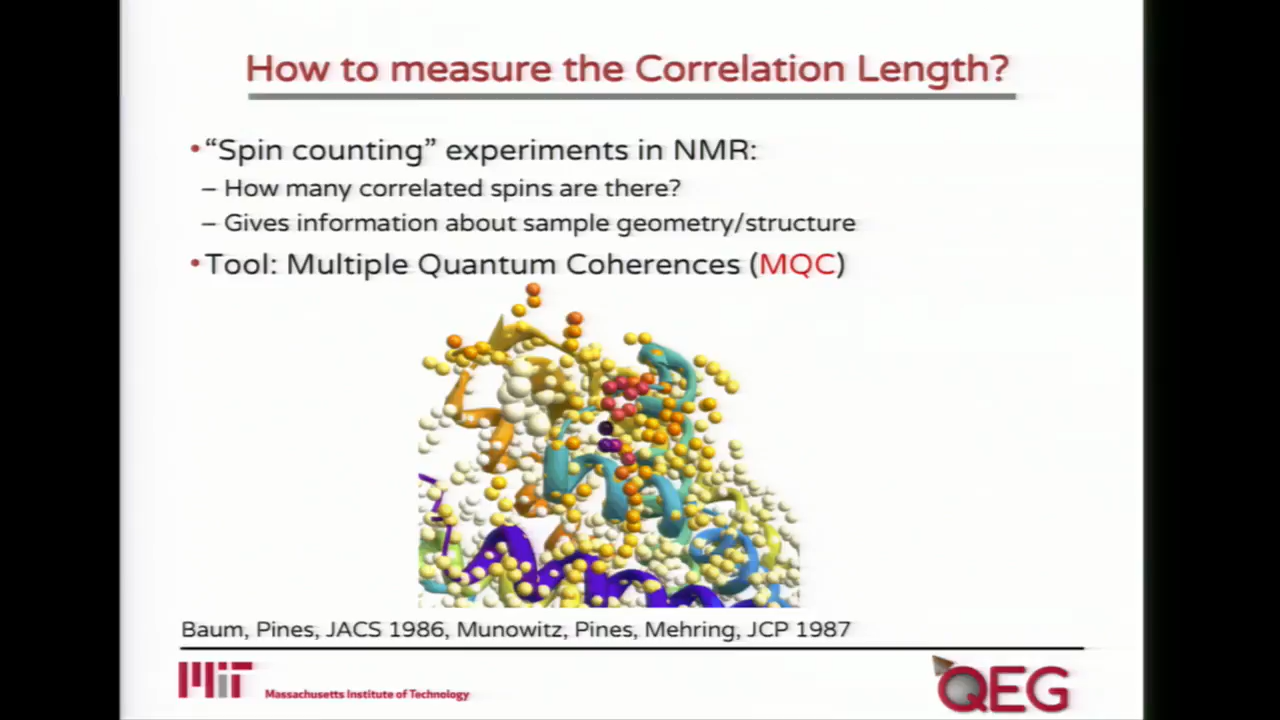 How to measure the Correlation Length?
•“Spin counting” experiments in NMR:
– How many correlated spins are there?
– Gives information about sample geometry/structure
•Tool: Multiple Quantum Coherences (MQC)
Baum, Pines, JACS 1986, Munowitz, Pines, Mehring, JCP 1987
MIT Massachusetts Institute of Technology
QEG